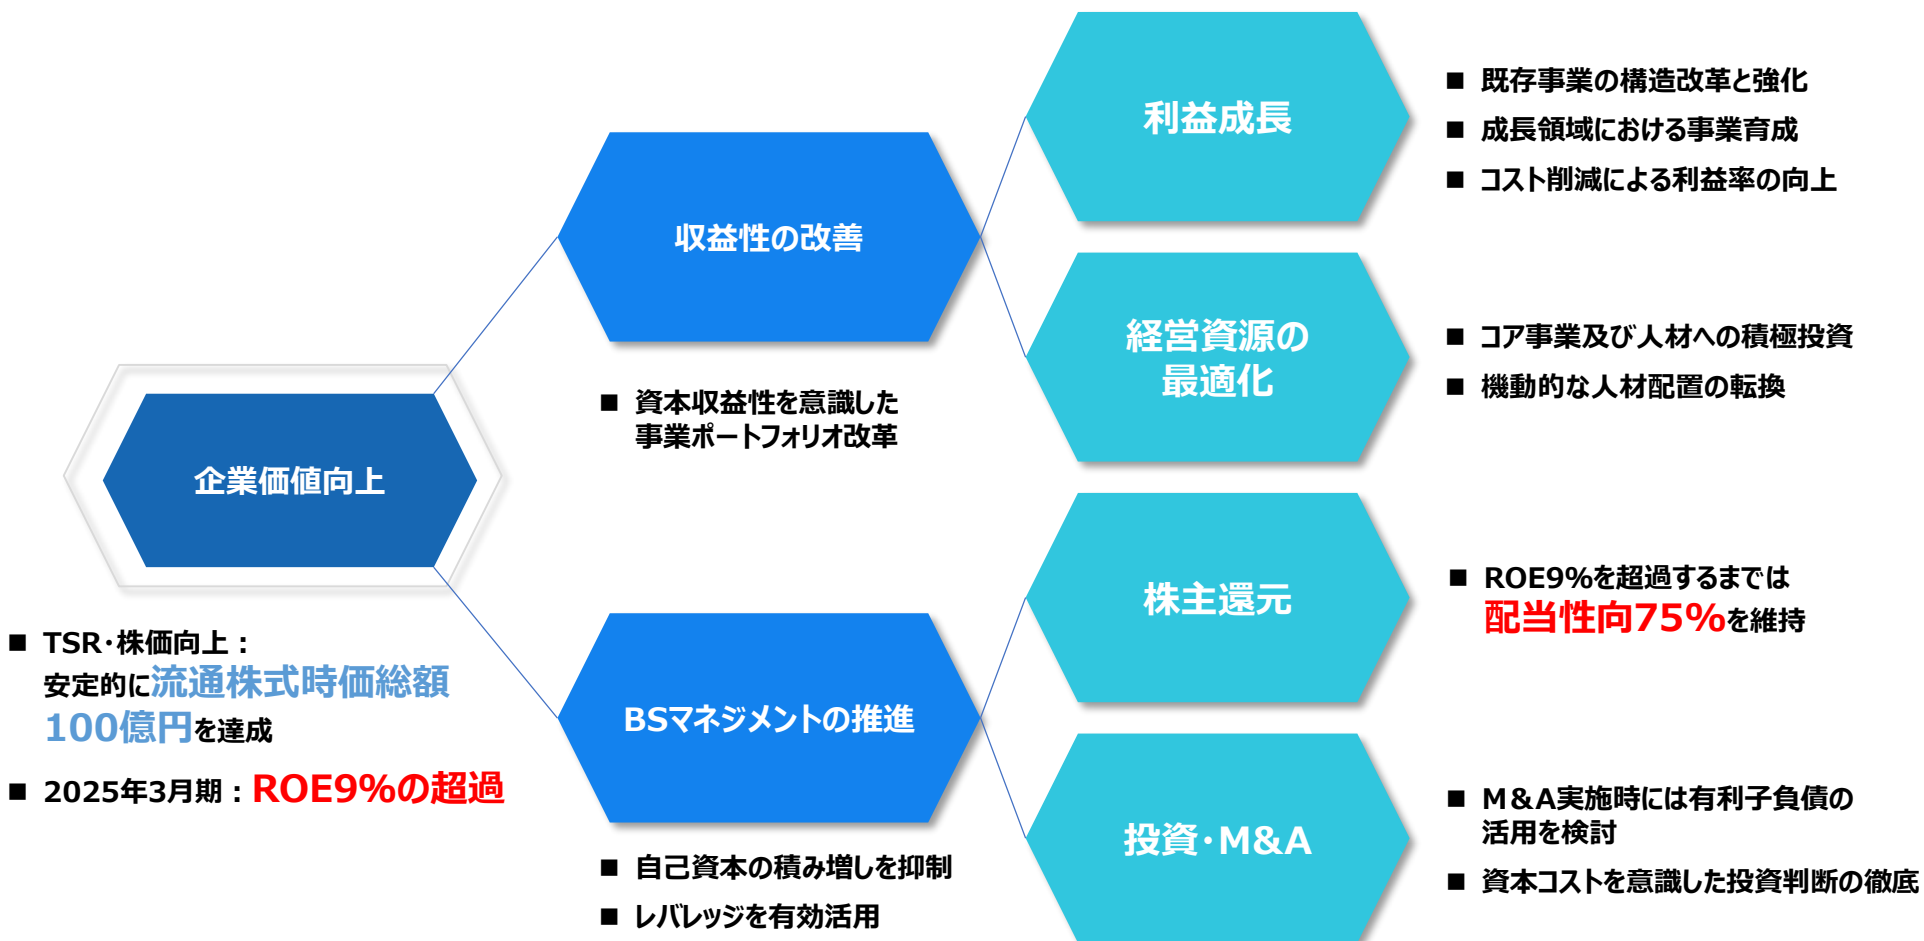 企業価値向上
■ TSR・株価向上：
安定的に流通株式時価総額
100億円を達成
■ 2025年3月期：ROE9%の超過
収益性の改善
■ 資本収益性を意識した
事業ポートフォリオ改革
BSマネジメントの推進
■ 自己資本の積み増しを抑制
■ レバレッジを有効活用
利益成長
■ 既存事業の構造改革と強化
■ 成長領域における事業育成
■ コスト削減による利益率の向上
経営資源の
最適化
■ コア事業及び人材への積極投資
■ 機動的な人材配置の転換
株主還元
■ ROE9%を超過するまでは
配当性向75%を維持
投資・M&A
■ M＆A実施時には有利子負債の
活用を検討
■ 資本コストを意識した投資判断の徹底